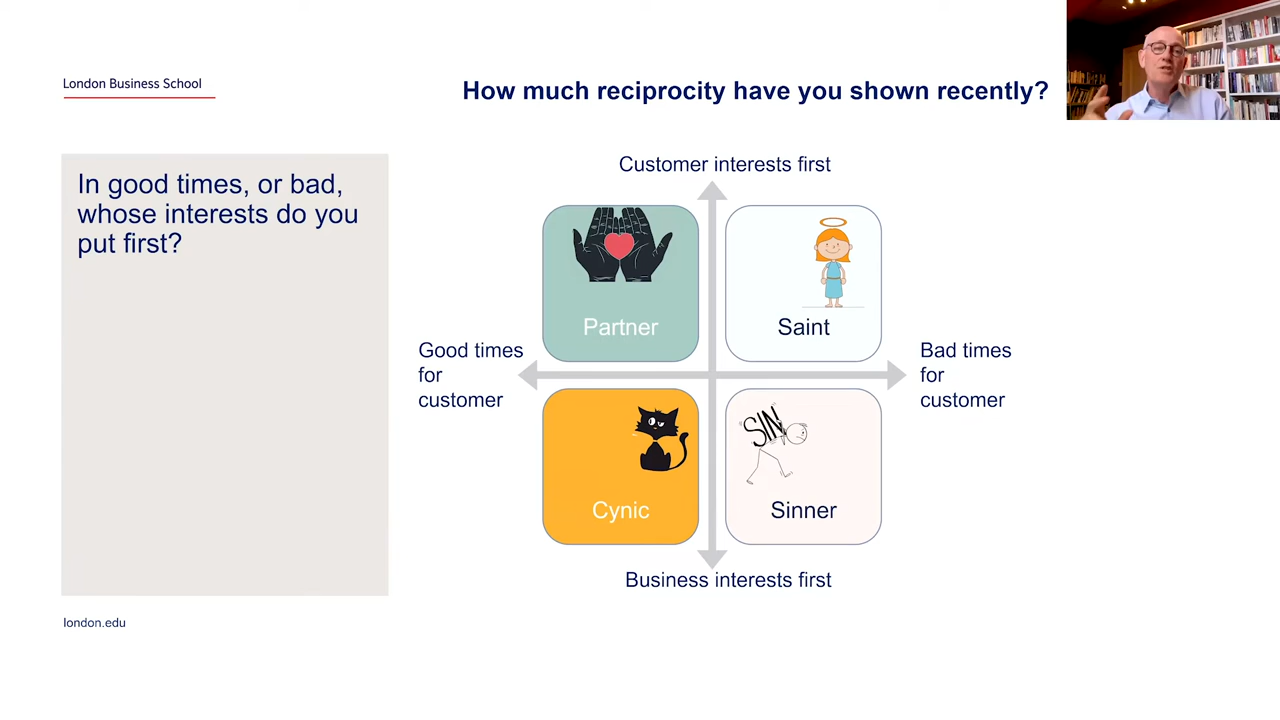 London Business School
How much reciprocity have you shown recently?
In good times, or bad,
whose interests do you
put first?
Customer interests first
Partner
Saint
Good times
for
customer
Bad times
for
customer
SIN
Cynic
Sinner
Business interests first
london.edu